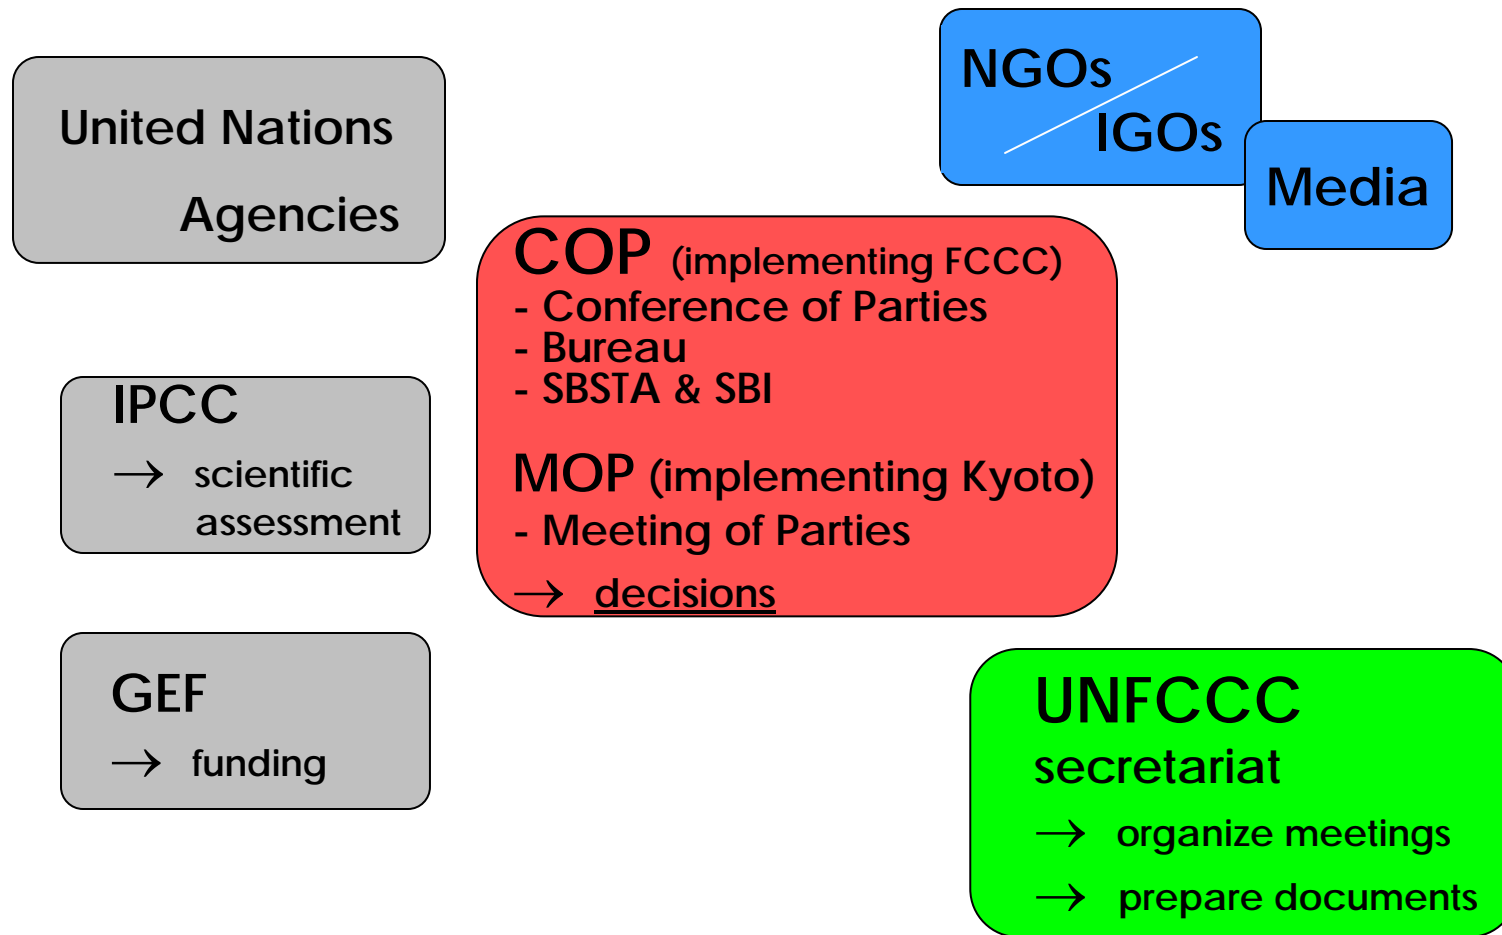 United Nations
Agencies
NGOs
IGOs
Media
COP (implementing FCCC)
- Conference of Parties
- Bureau
- SBSTA & SBI
MOP (implementing Kyoto)
- Meeting of Parties
→ decisions
IPCC
→ scientific
assessment
GEF
→ funding
UNFCCC
secretariat
→ organize meetings
→ prepare documents